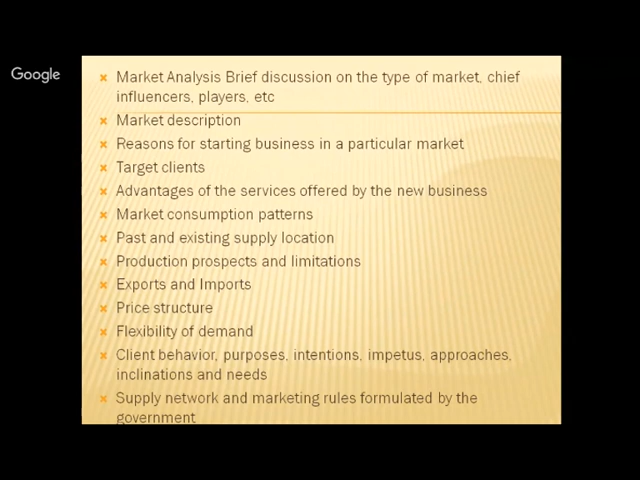 Google
Market Analysis Brief discussion on the type of market, chief
influencers, players, etc
Market description
Reasons for starting business in a particular market
Target clients
Advantages of the services offered by the new business
Market consumption patterns
Past and existing supply location
Production prospects and limitations
Exports and Imports
Price structure
Flexibility of demand
Client behavior, purposes, intentions, impetus, approaches,
inclinations and needs
Supply network and marketing rules formulated by the
government